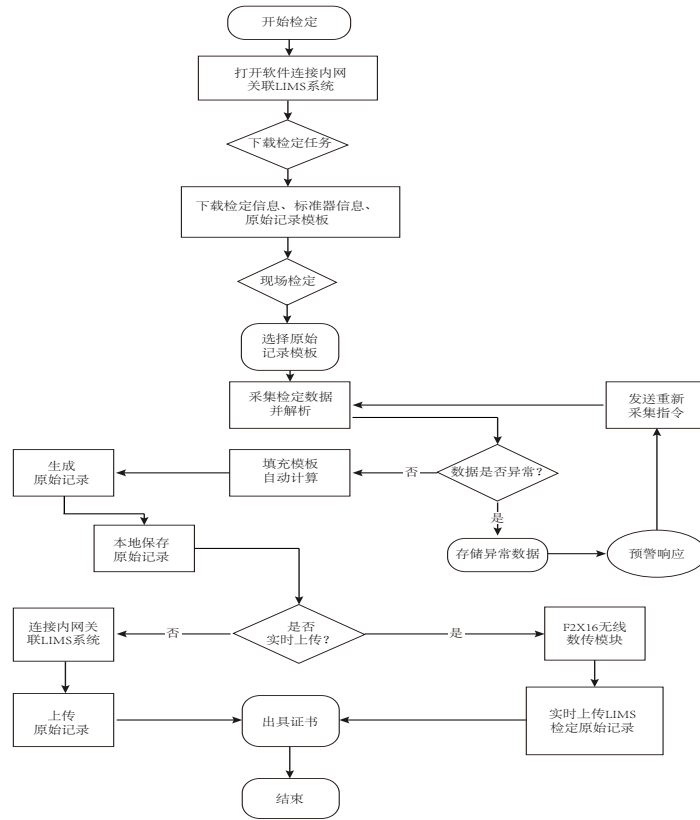 开始检定
打开软件连接内网
关联LIMS系统
下载检定任务
下载检定信息、标准器信息、
原始记录模板
现场检定
选择原始
记录模板
采集检定数据
并解析
发送重新
采集指令
生成
原始记录
填充模板
自动计算
否
数据是否异常?
是
本地保存
原始记录
存储异常数据
预警响应
连接内网关
联LIMS系统
否
是否
实时上传?
是
F2X16无线
数传模块
上传
原始记录
出具证书
实时上传LIMS
检定原始记录
结束